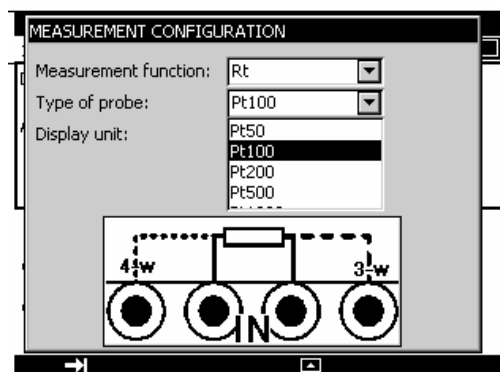 MEASUREMENT CONFIGURATION
Measurement function: Rt
Type of probe: Pt100
Display unit:
Pt50
Pt100
Pt200
Pt500
4-W 3-W
IN